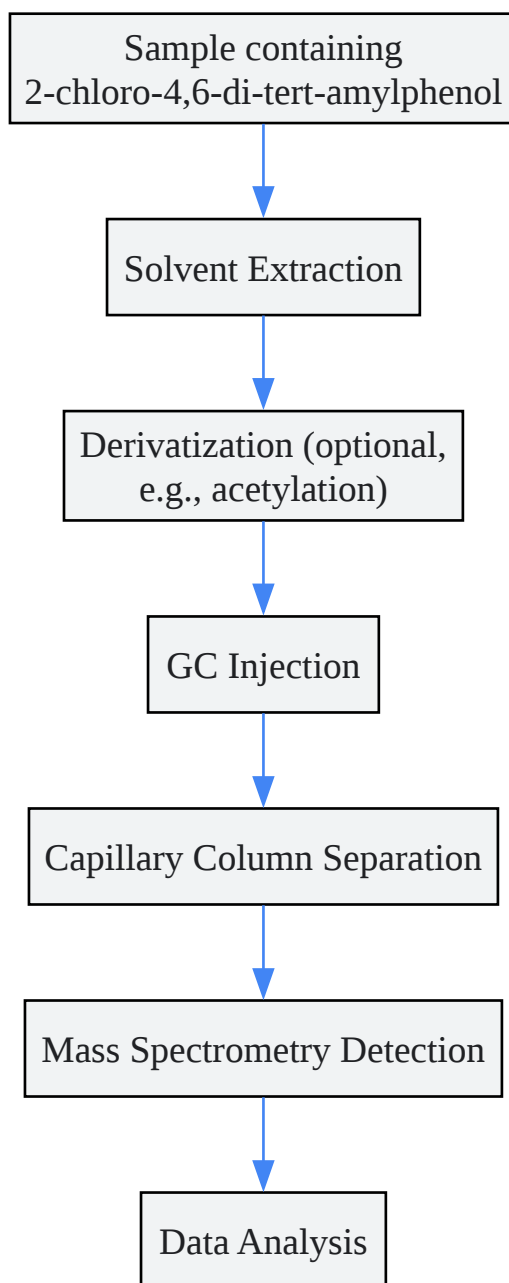 Sample containing
2-chloro-4,6-di-tert-amylphenol
Solvent Extraction
Derivatization (optional,
e.g., acetylation)
GC Injection
Capillary Column Separation
Mass Spectrometry Detection
Data Analysis